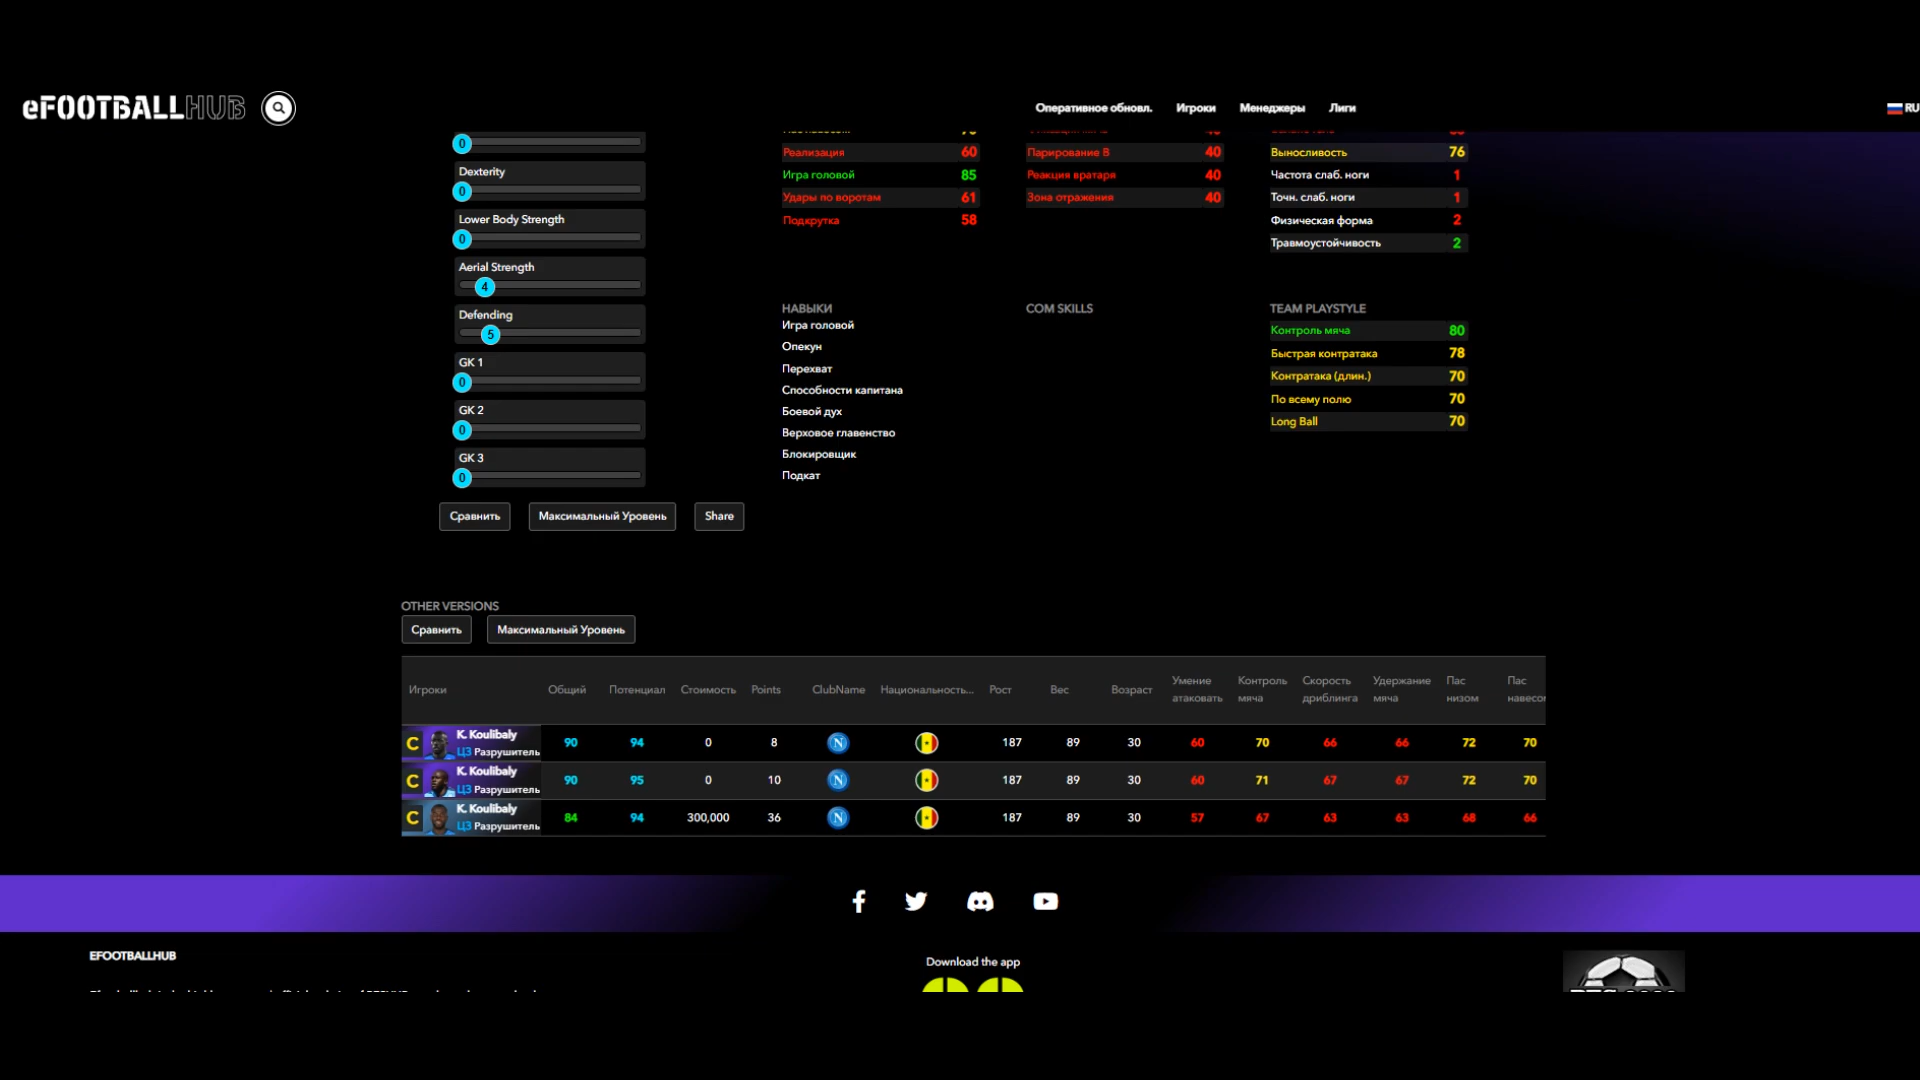 eFOOTBALLHUB
Оперативное обновл. Игроки Менеджеры Лиги RU
0
Dexterity
0
Lower Body Strength
0
Aerial Strength
4
Defending
5
GK 1
0
GK 2
0
GK 3
0
Реализация 60
Игра головой 85
Удары по воротам 61
Подкрутка 58
Парирование В 40
Реакция вратаря 40
Зона отражения 40
Выносливость 76
Частота слаб. ноги 1
Точн. слаб. ноги 1
Физическая форма 2
Травмоустойчивость 2
НАВЫКИ
Игра головой
Опекун
Перехват
Способности капитана
Боевой дух
Верховое главенство
Блокировщик
Подкат
COM SKILLS
TEAM PLAYSTYLE
Контроль мяча 80
Быстрая контратака 78
Контратака (длин.) 70
По всему полю 70
Long Ball 70
Сравнить Максимальный Уровень Share
OTHER VERSIONS
Сравнить Максимальный Уровень
Игроки Общий Потенциал Стоимость Points ClubName Национальность... Рост Вес Возраст Умение атаковать Контроль мяча Скорость дриблинга Удержание мяча Пас низом Пас навесом
C K. Koulibaly ЦЗ Разрушитель 90 94 0 8 N 187 89 30 60 70 66 66 72 70
C K. Koulibaly ЦЗ Разрушитель 90 95 0 10 N 187 89 30 60 71 67 67 72 70
C K. Koulibaly ЦЗ Разрушитель 84 94 300,000 36 N 187 89 30 57 67 63 63 68 66
EFOOTBALLHUB
Download the app